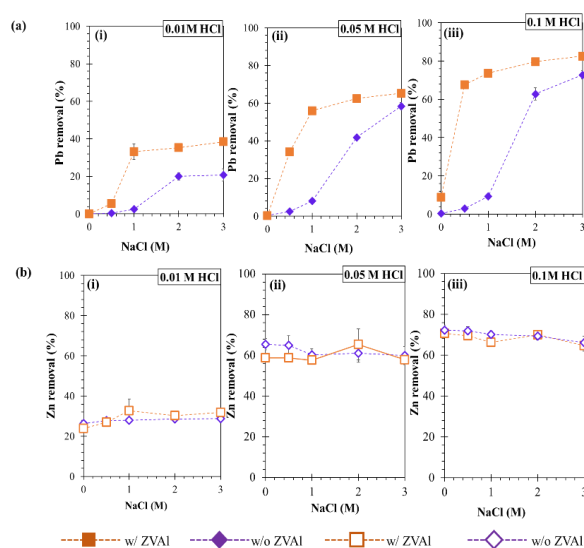 (a)
(i) 0.01M HCl
(ii) 0.05 M HCl
(iii) 0.1 M HCl
Pb removal (%)
100
80
60
40
20
0
0 1 2 3
NaCl (M)
Pb removal (%)
100
80
60
40
20
0
0 1 2 3
NaCl (M)
Pb removal (%)
100
80
60
40
20
0
0 1 2 3
NaCl (M)
(b)
(i) 0.01 M HCl
(ii) 0.05 M HCl
(iii) 0.1M HCl
Zn removal (%)
100
80
60
40
20
0
0 1 2 3
NaCl (M)
Zn removal (%)
100
80
60
40
20
0
0 1 2 3
NaCl (M)
Zn removal (%)
100
80
60
40
20
0
0 1 2 3
NaCl (M)
w/ ZVAl w/o ZVAl w/ ZVAl w/o ZVAl